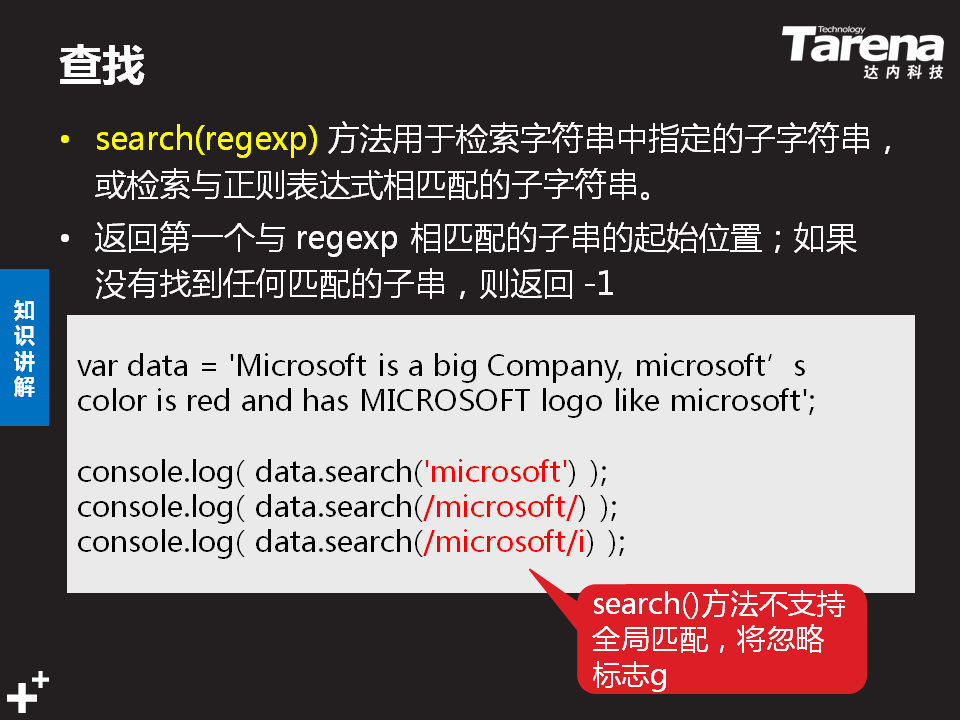 查找
Technology
Tarena
达内科技
• search(regexp) 方法用于检索字符串中指定的子字符串，
或检索与正则表达式相匹配的子字符串。
• 返回第一个与 regexp 相匹配的子串的起始位置；如果
没有找到任何匹配的子串，则返回 -1
知
识
讲
解
var data = 'Microsoft is a big Company, microsoft’s
color is red and has MICROSOFT logo like microsoft';
console.log( data.search('microsoft') );
console.log( data.search(/microsoft/) );
console.log( data.search(/microsoft/i) );
search()方法不支持
全局匹配，将忽略
标志g